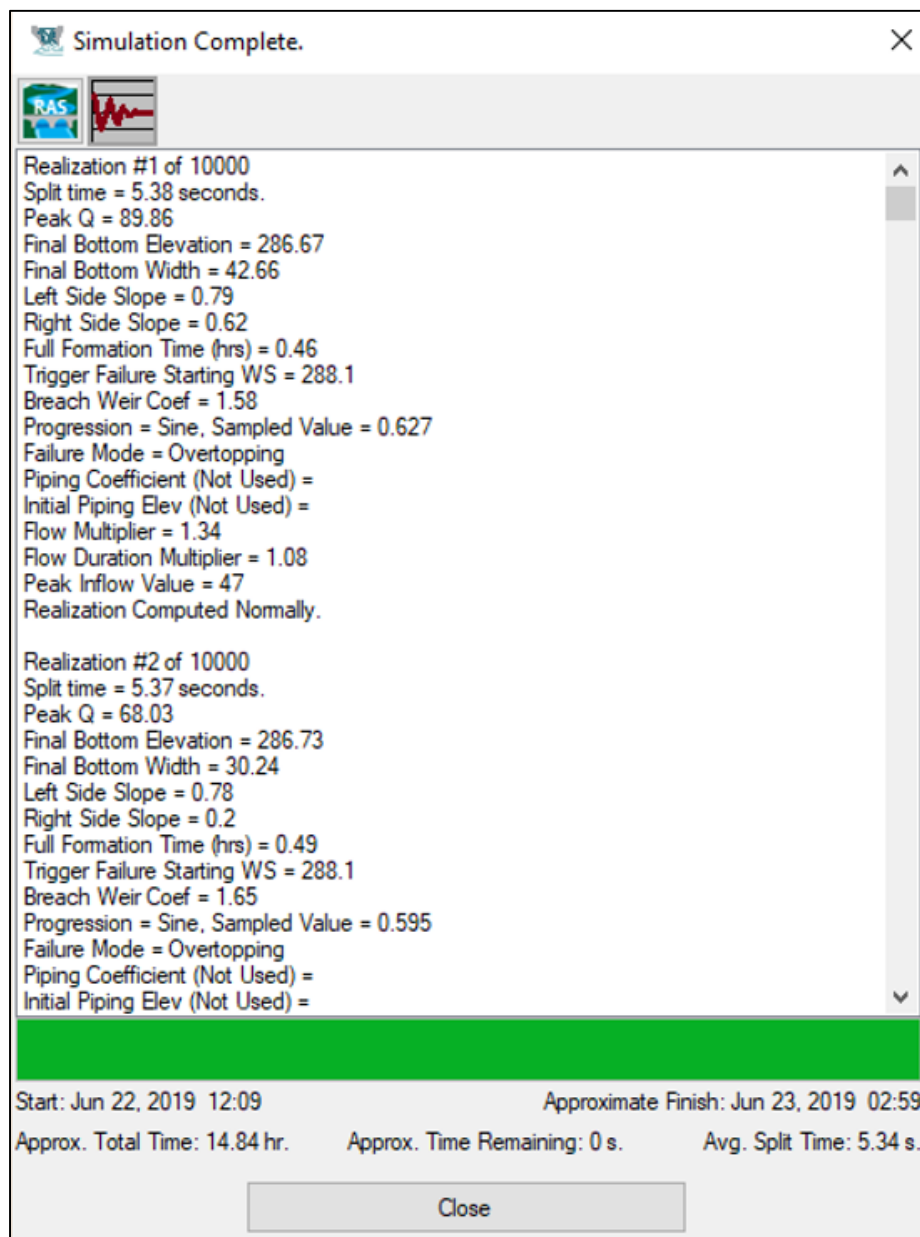 Simulation Complete.
RAS
Realization #1 of 10000
Split time = 5.38 seconds.
Peak Q = 89.86
Final Bottom Elevation = 286.67
Final Bottom Width = 42.66
Left Side Slope = 0.79
Right Side Slope = 0.62
Full Formation Time (hrs) = 0.46
Trigger Failure Starting WS = 288.1
Breach Weir Coef = 1.58
Progression = Sine, Sampled Value = 0.627
Failure Mode = Overtopping
Piping Coefficient (Not Used) =
Initial Piping Elev (Not Used) =
Flow Multiplier = 1.34
Flow Duration Multiplier = 1.08
Peak Inflow Value = 47
Realization Computed Normally.
Realization #2 of 10000
Split time = 5.37 seconds.
Peak Q = 68.03
Final Bottom Elevation = 286.73
Final Bottom Width = 30.24
Left Side Slope = 0.78
Right Side Slope = 0.2
Full Formation Time (hrs) = 0.49
Trigger Failure Starting WS = 288.1
Breach Weir Coef = 1.65
Progression = Sine, Sampled Value = 0.595
Failure Mode = Overtopping
Piping Coefficient (Not Used) =
Initial Piping Elev (Not Used) =
Start: Jun 22, 2019 12:09 Approximate Finish: Jun 23, 2019 02:59
Approx. Total Time: 14.84 hr. Approx. Time Remaining: 0 s. Avg. Split Time: 5.34 s.
Close